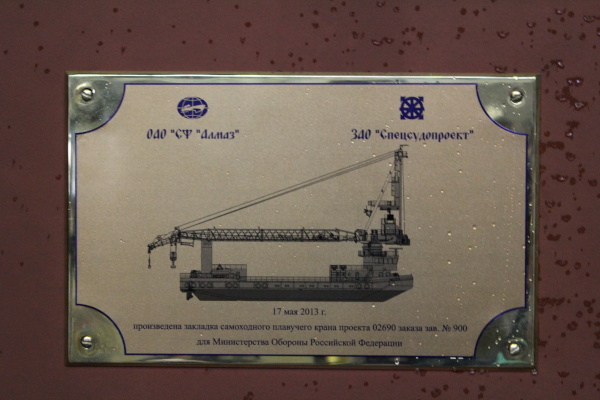 ОАО "СФ "Алмаз" ЗАО "Спецсудопроект"
17 мая 2013 г.
произведена закладка самоходного плавучего крана проекта 02690 заказа зав. № 900
для Министерства Обороны Российской Федерации